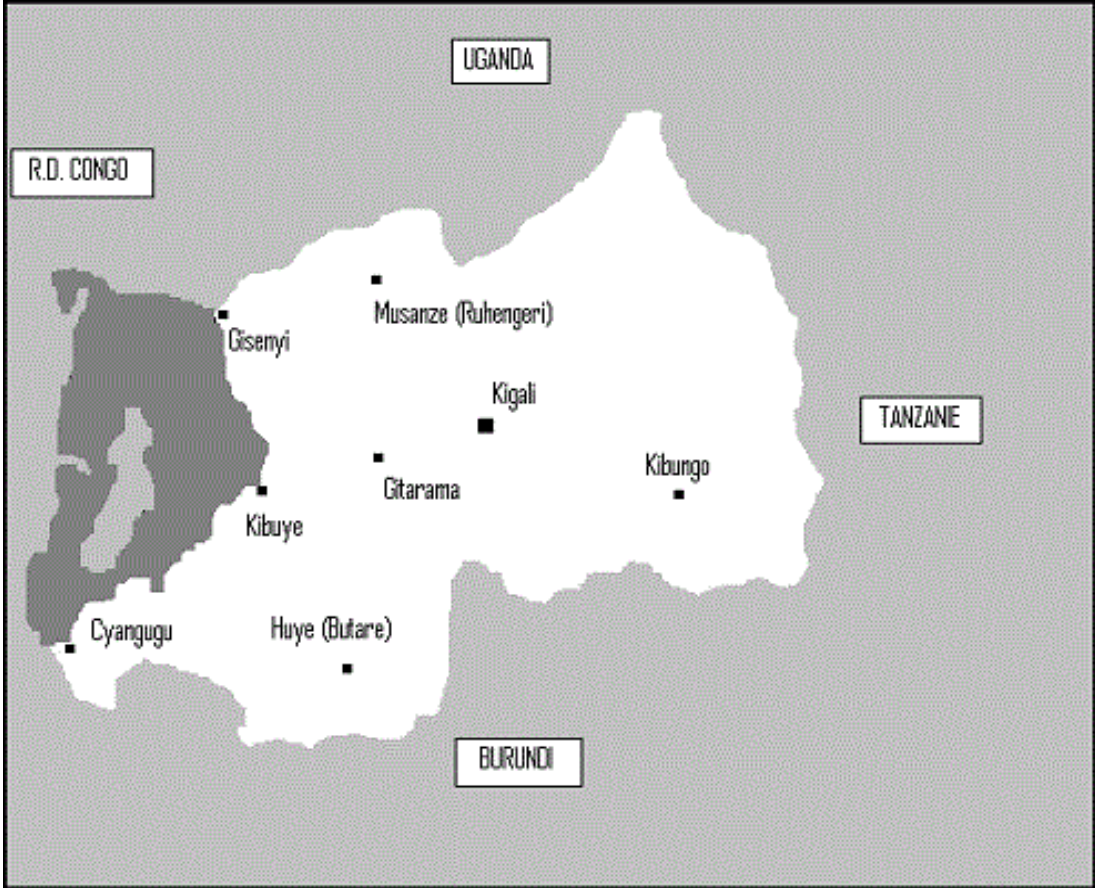 UGANDA
R.D. CONGO
Musanze (Ruhengeri)
Gisenyi
Kigali
TANZANIE
Kibungo
Gitarama
Kibuye
Cyangugu
Huye (Butare)
BURUNDI